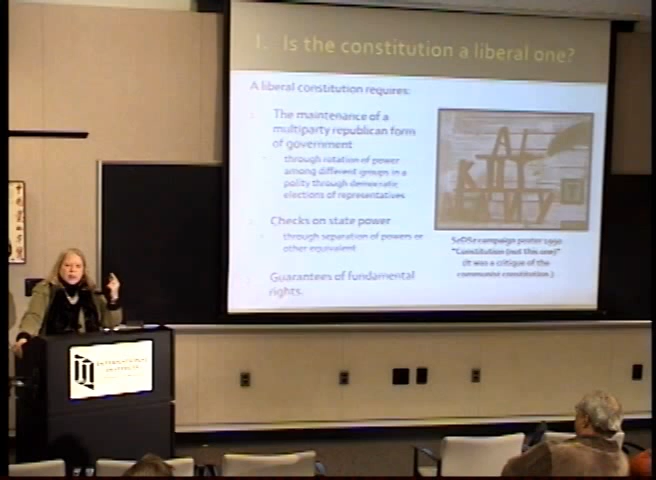 I. Is the constitution a liberal one?
A liberal constitution requires:
The maintenance of a
multiparty republican form
of government
through rotation of power
among different groups in a
polity through democratic
elections of representatives
Checks on state power
through separation of powers or
other equivalent
Guarantees of fundamental
rights.
campaign poster 1990
"Constitution (not this one)"
(It was a critique of the
communist constitution.)